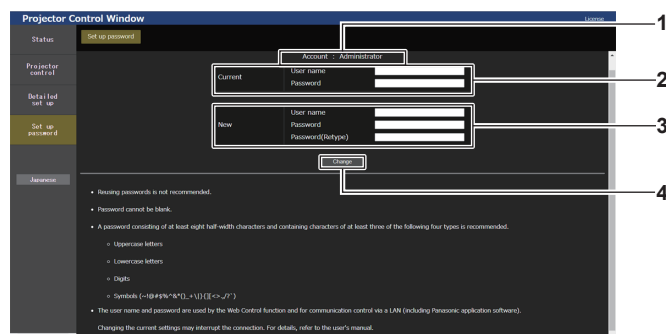 Projector Control Window
License
Status
Set up password
Projector
control
Detailed
set up
Set up
password
Japanese
Account : Administrator
Current
User name
Password
New
User name
Password
Password(Retype)
Change
• Reusing passwords is not recommended.
• Password cannot be blank.
• A password consisting of at least eight half-width characters and containing characters of at least three of the following four types is recommended.
Uppercase letters
Lowercase letters
Digits
Symbols (~!@#$%^&*()_+\|}{][<>.,/?`)
• The user name and password are used by the Web Control function and for communication control via a LAN (including Panasonic application software).
Changing the current settings may interrupt the connection. For details, refer to the user's manual.
1
2
3
4